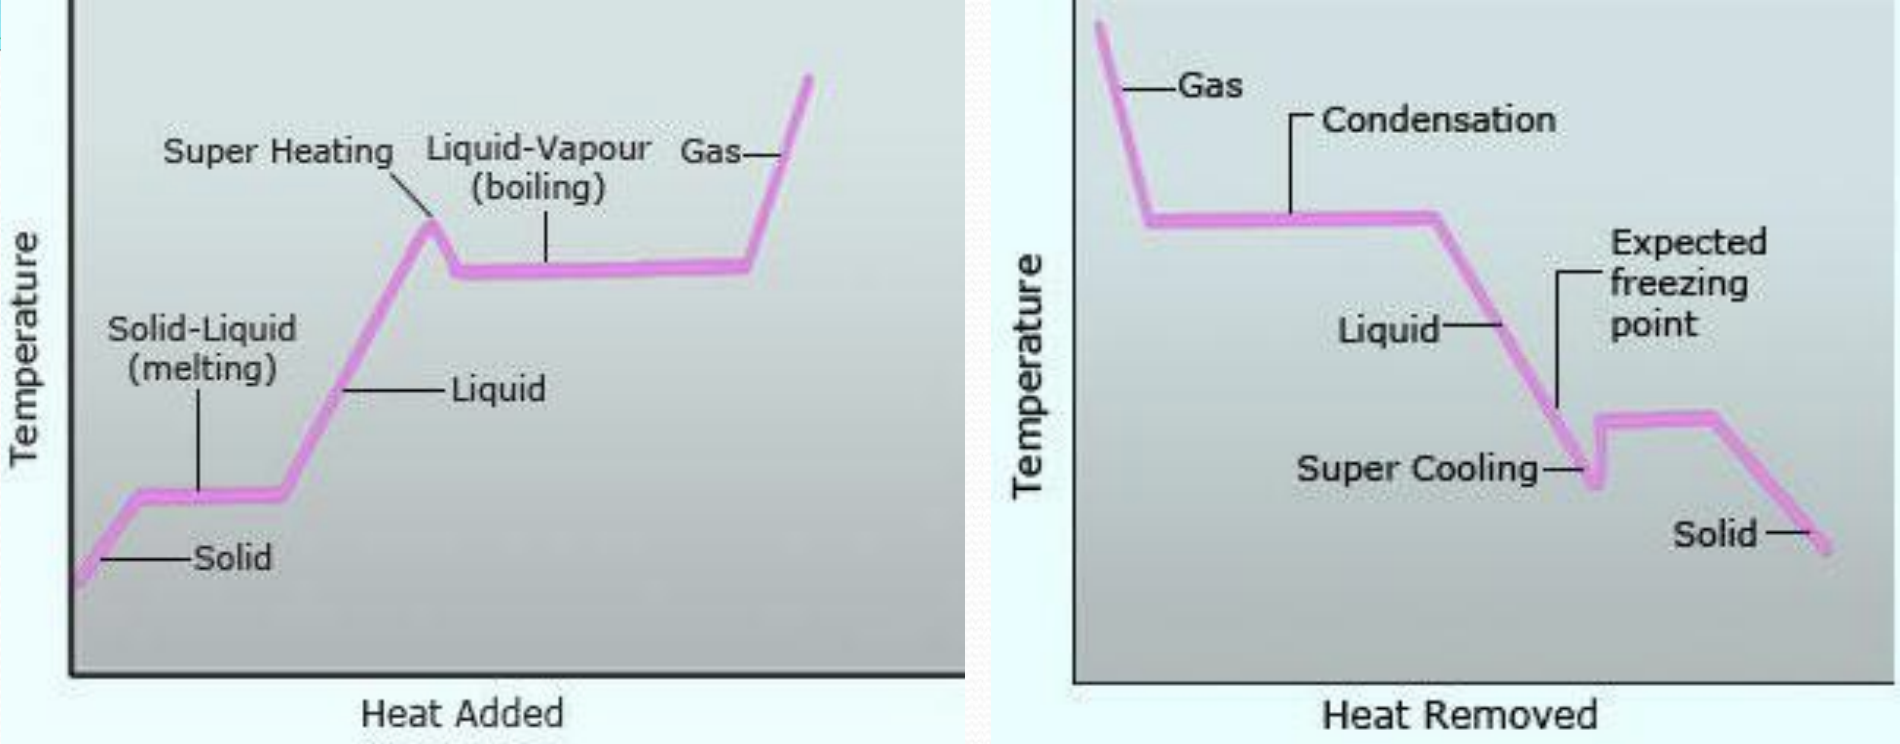 Super Heating
Liquid-Vapour
(boiling)
Gas
Solid-Liquid
(melting)
Liquid
Solid
Temperature
Heat Added
Gas
Condensation
Expected
freezing
point
Liquid
Super Cooling
Solid
Temperature
Heat Removed